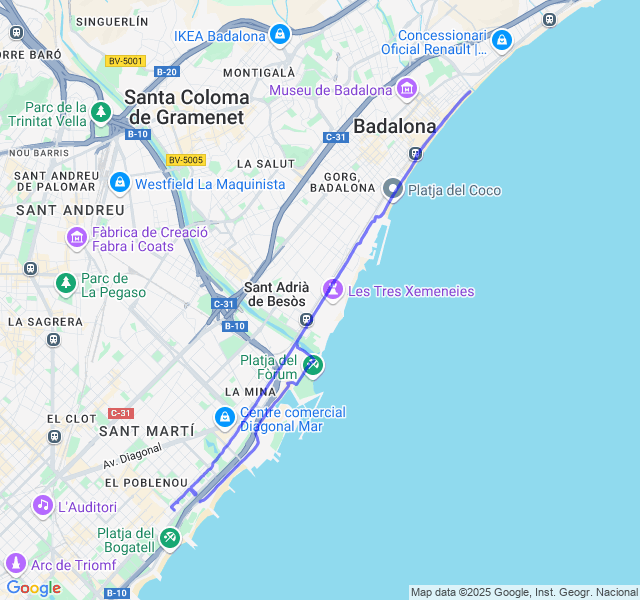 SINGUERLÍN
IKEA Badalona
Concessionari
Oficial Renault |...
ORRE BARÓ
BV-5001
B-20
MONTIGALÀ
Museu de Badalona
Parc de la
Trinitat Vella
Santa Coloma
de Gramenet
B-10
C-31
Badalona
NOU BARRIS
BV-5005
LA SALUT
SANT ANDREU
DE PALOMAR
Westfield La Maquinista
GORG,
BADALONA
Platja del Coco
SANT ANDREU
Fàbrica de Creació
Fabra i Coats
Parc de
La Pegaso
Sant Adrià
de Besòs
Les Tres Xemeneies
C-31
B-10
LA SAGRERA
Platja del
Fòrum
LA MINA
C-31
Centre comercial
Diagonal Mar
EL CLOT
SANT MARTÍ
Av. Diagonal
EL POBLENOU
L'Auditori
Platja del
Bogatell
Arc de Triomf
B-10
Google
Map data ©2025 Google, Inst. Geogr. Nacional